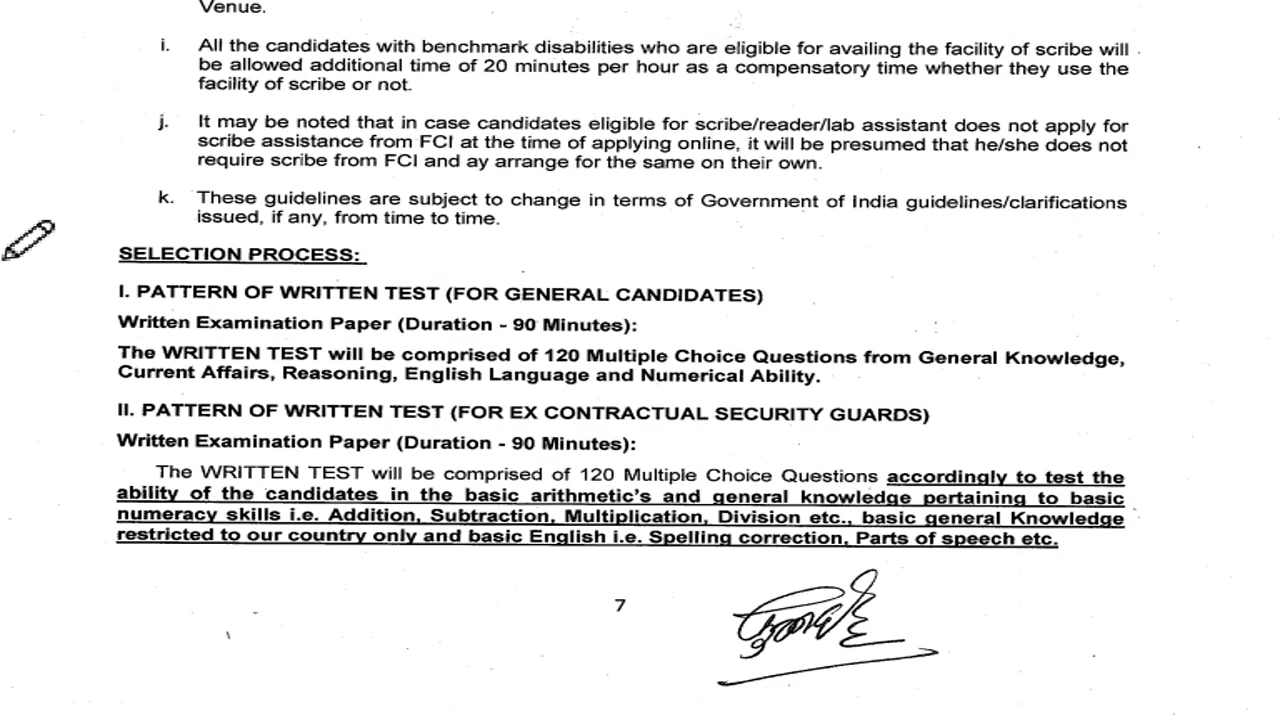 Venue.
i. All the candidates with benchmark disabilities who are eligible for availing the facility of scribe will
be allowed additional time of 20 minutes per hour as a compensatory time whether they use the
facility of scribe or not.
j. It may be noted that in case candidates eligible for scribe/reader/lab assistant does not apply for
scribe assistance from FCI at the time of applying online, it will be presumed that he/she does not
require scribe from FCI and ay arrange for the same on their own.
k. These guidelines are subject to change in terms of Government of India guidelines/clarifications
issued, if any, from time to time.
SELECTION PROCESS:
I. PATTERN OF WRITTEN TEST (FOR GENERAL CANDIDATES)
Written Examination Paper (Duration - 90 Minutes):
The WRITTEN TEST will be comprised of 120 Multiple Choice Questions from General Knowledge,
Current Affairs, Reasoning, English Language and Numerical Ability.
II. PATTERN OF WRITTEN TEST (FOR EX CONTRACTUAL SECURITY GUARDS)
Written Examination Paper (Duration - 90 Minutes):
The WRITTEN TEST will be comprised of 120 Multiple Choice Questions accordingly to test the
ability of the candidates in the basic arithmetic's and general knowledge pertaining to basic
numeracy skills i.e. Addition, Subtraction, Multiplication, Division etc., basic general Knowledge
restricted to our country only and basic English i.e. Spelling correction, Parts of speech etc.
7